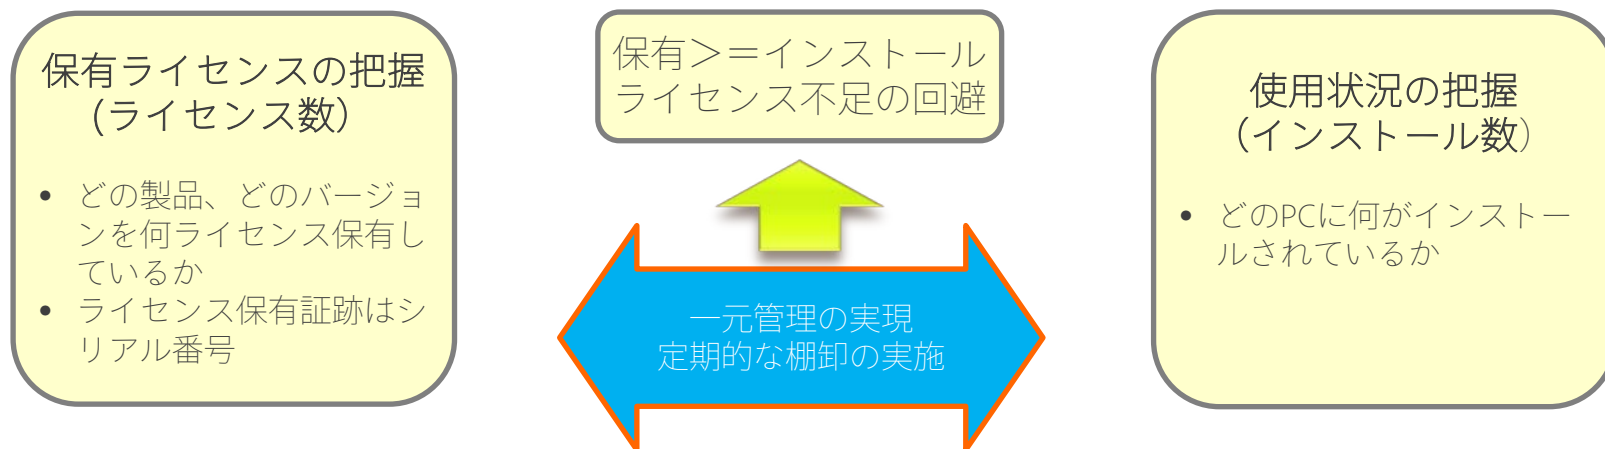 保有ライセンスの把握
(ライセンス数)
• どの製品、どのバージョ
ンを何ライセンス保有し
ているか
• ライセンス保有証跡はシ
リアル番号
保有＞＝インストール
ライセンス不足の回避
一元管理の実現
定期的な棚卸の実施
使用状況の把握
（インストール数）
• どのPCに何がインストー
ルされているか